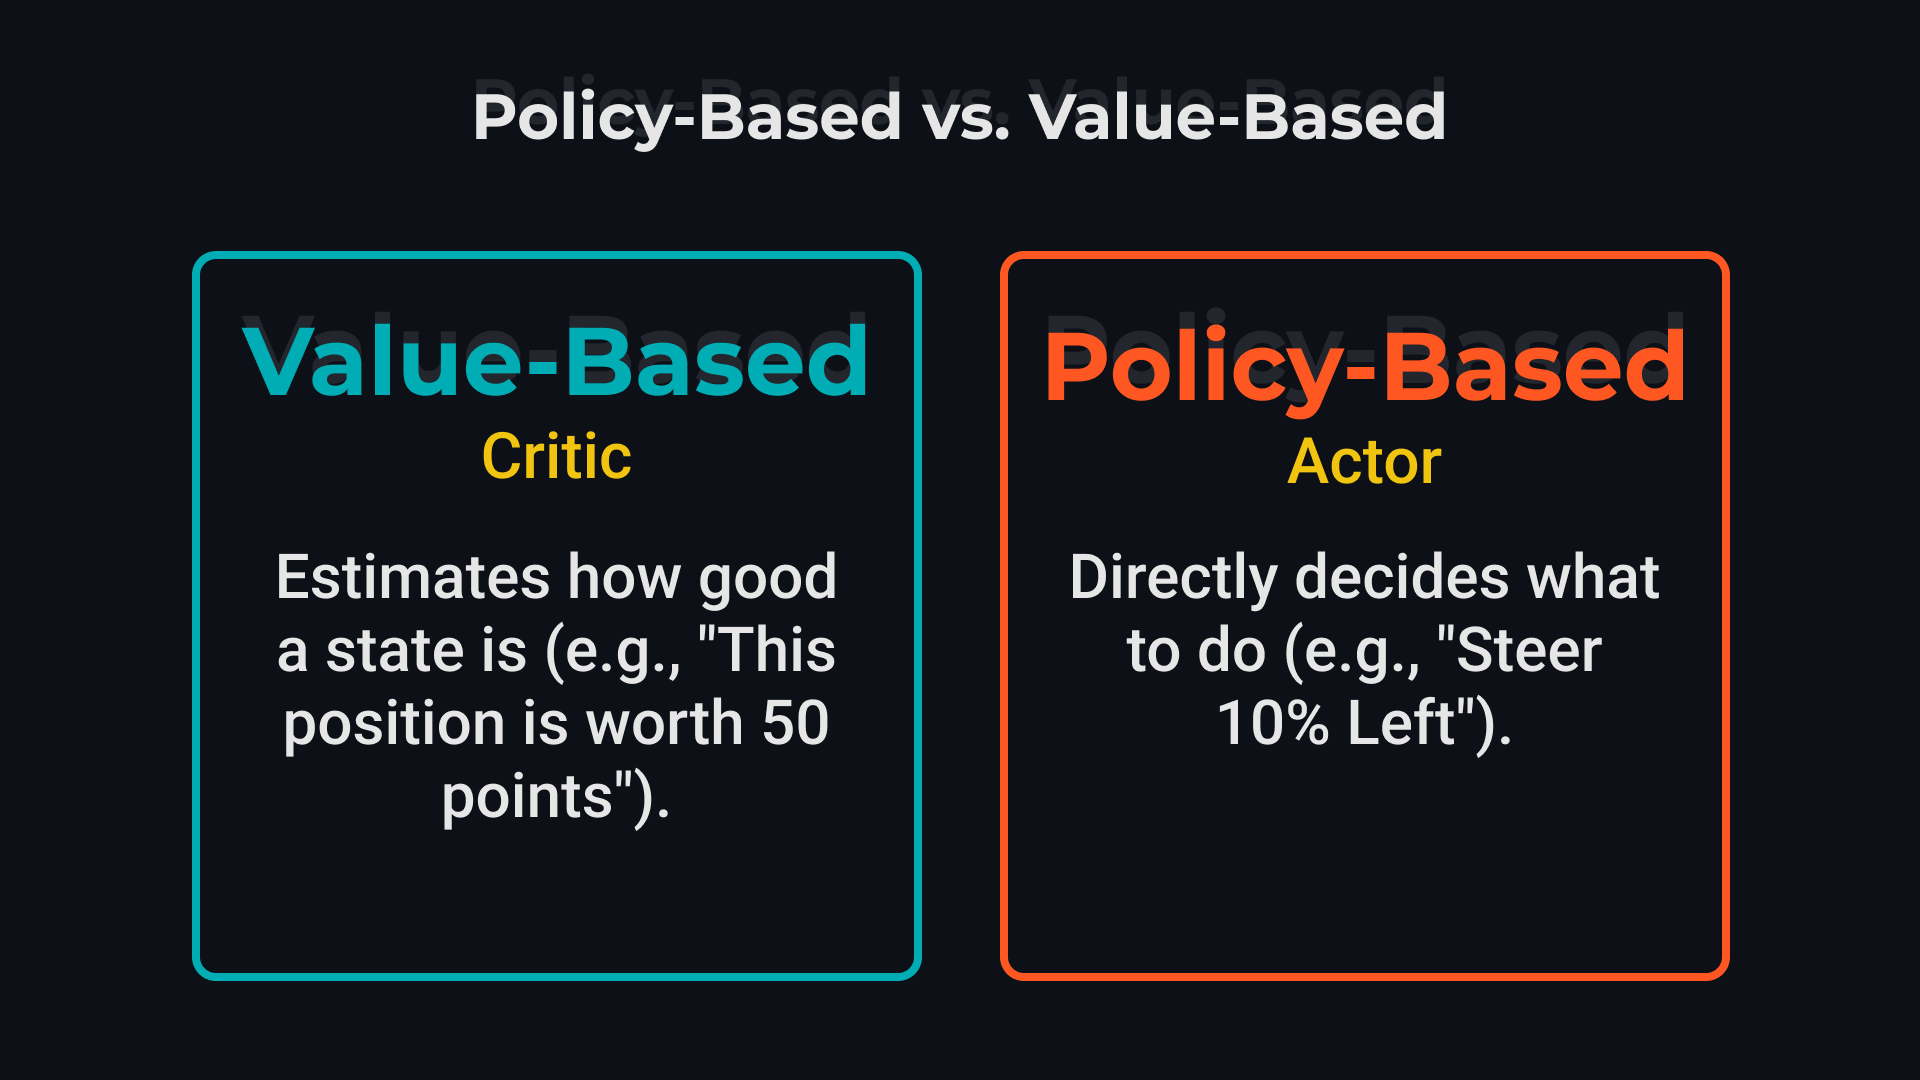 Policy-Based vs. Value-Based
Value-Based
Critic
Estimates how good
a state is (e.g., "This
position is worth 50
points").
Policy-Based
Actor
Directly decides what
to do (e.g., "Steer
10% Left").